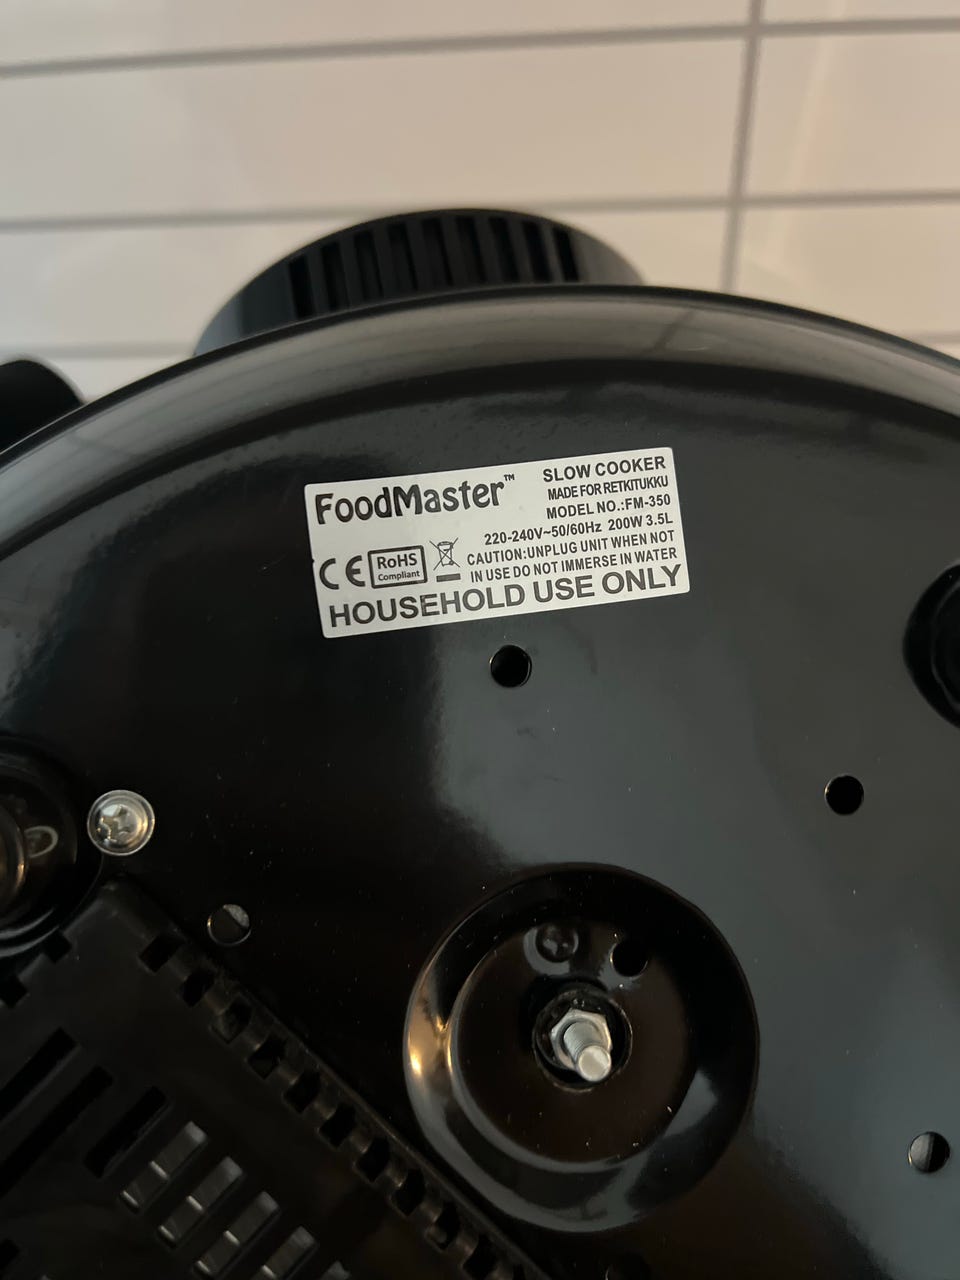 FoodMaster™
SLOW COOKER
MADE FOR RETKITUKKU
MODEL NO.:FM-350
220-240V~50/60Hz 200W 3.5L
CE
RoHS
Compliant
CAUTION:UNPLUG UNIT WHEN NOT
IN USE DO NOT IMMERSE IN WATER
HOUSEHOLD USE ONLY